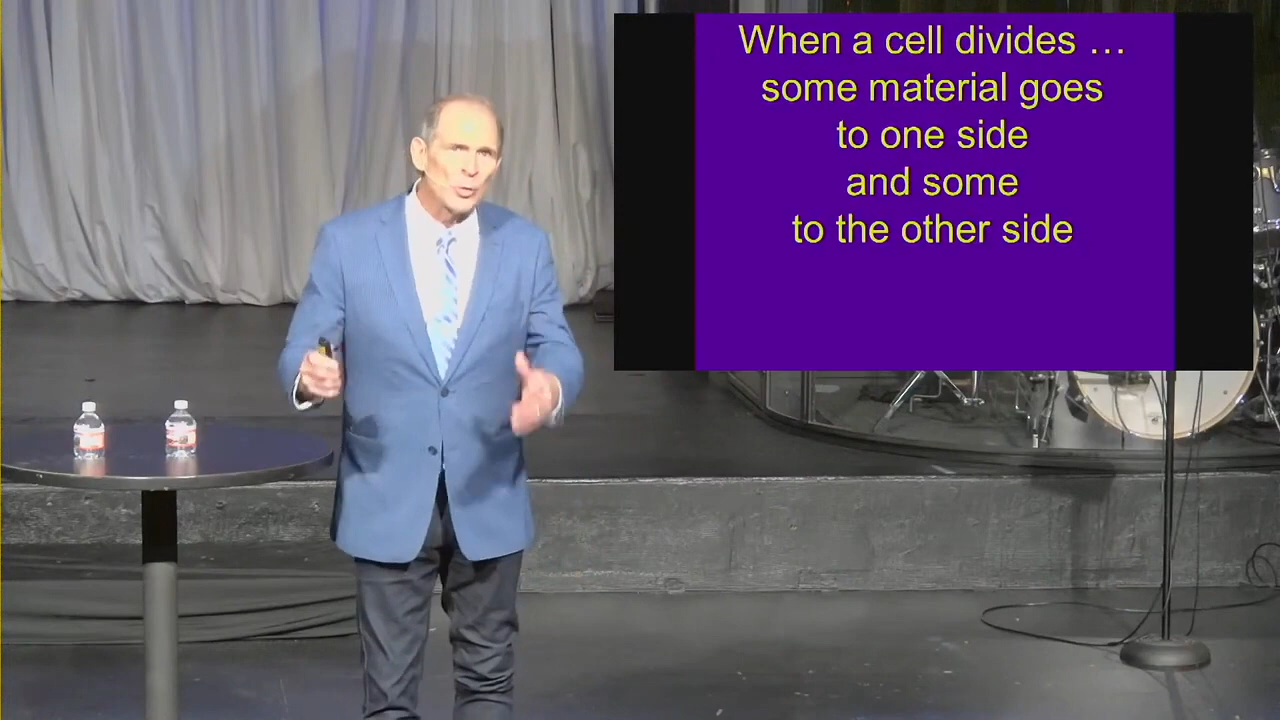 When a cell divides …
some material goes
to one side
and some
to the other side